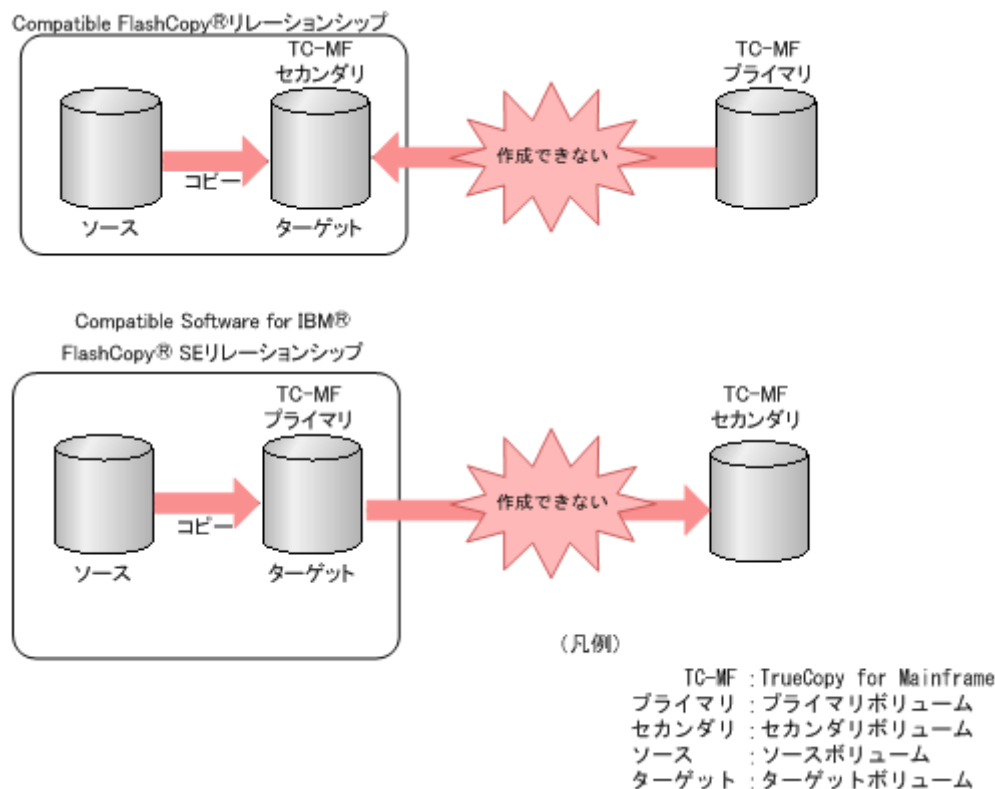 Compatible FlashCopy®リレーションシップ
TC-MF
セカンダリ
TC-MF
プライマリ
作成できない
コピー
ソース
ターゲット
Compatible Software for IBM®
FlashCopy® SEリレーションシップ
TC-MF
プライマリ
TC-MF
セカンダリ
作成できない
コピー
ソース
ターゲット
(凡例)
TC-MF :TrueCopy for Mainframe
プライマリ :プライマリボリューム
セカンダリ :セカンダリボリューム
ソース :ソースボリューム
ターゲット :ターゲットボリューム